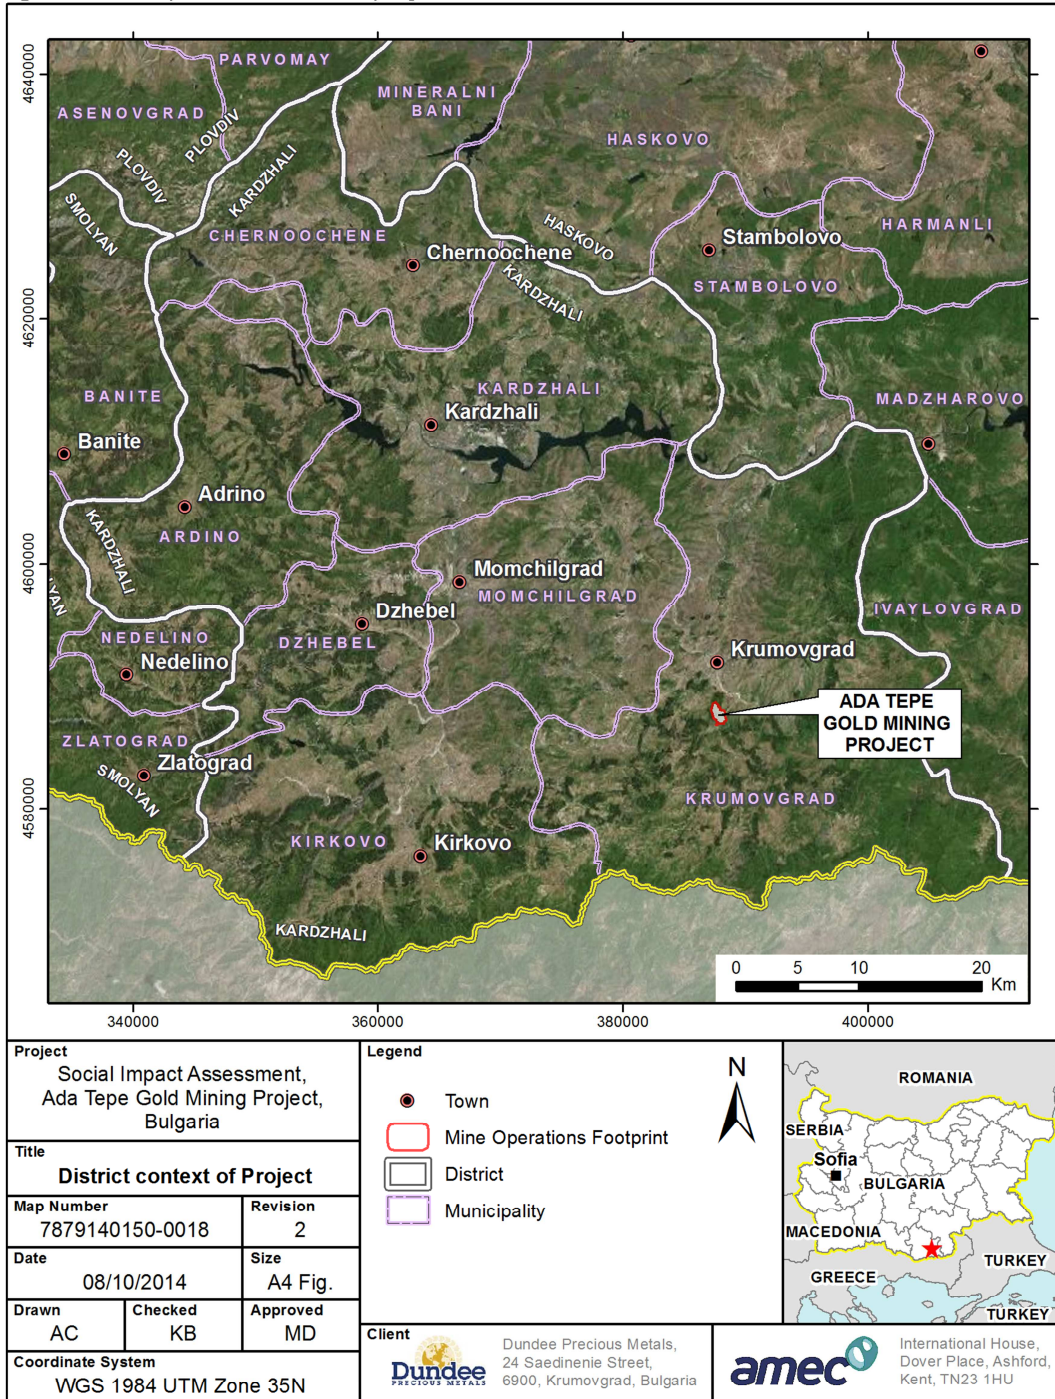 4640000
4620000
4600000
4580000
340000
360000
380000
400000
PARVOMAY
ASENOVGRAD
PLOVDIV
PLOVDIV
SMOLYAN
KARDZHALI
MINERALNI
BANI
HASKOVO
HARMANLI
CHERNOOCHENE
Chernoochene
HASKOVO
KARDZHALI
Stambolovo
STAMBOLOVO
BANITE
Banite
KARDZHALI
Kardzhali
MADZHAROVO
Adrino
ARDINO
KARDZHALI
YAN
Momchilgrad
MOMCHILGRAD
Dzhebel
DZHEBEL
IVAYLOVGRAD
NEDELINO
Nedelino
Krumovgrad
ADA TEPE
GOLD MINING
PROJECT
ZLATOGRAD
Zlatograd
SMOLYAN
KRUMOVGRAD
KIRKOVO
Kirkovo
KARDZHALI
0 5 10 20
Km
Project
Social Impact Assessment,
Ada Tepe Gold Mining Project,
Bulgaria
Title
District context of Project
Map Number
7879140150-0018
Revision
2
Date
08/10/2014
Size
A4 Fig.
Drawn
AC
Checked
KB
Approved
MD
Coordinate System
WGS 1984 UTM Zone 35N
Legend
Town
Mine Operations Footprint
District
Municipality
N
ROMANIA
SERBIA
Sofia
BULGARIA
MACEDONIA
TURKEY
GREECE
TURKEY
Client
Dundee
PRECIOUS METALS
Dundee Precious Metals,
24 Saedinenie Street,
6900, Krumovgrad, Bulgaria
amec
International House,
Dover Place, Ashford,
Kent, TN23 1HU